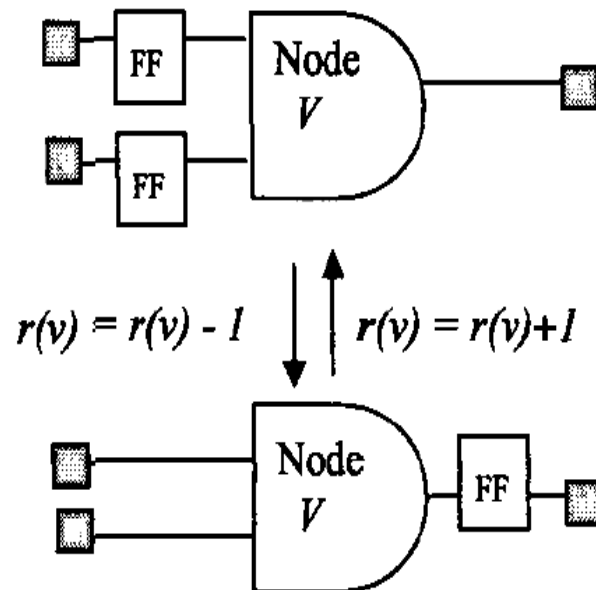 FF
Node
V
FF
r(v) = r(v) - 1
r(v) = r(v)+1
Node
V
FF